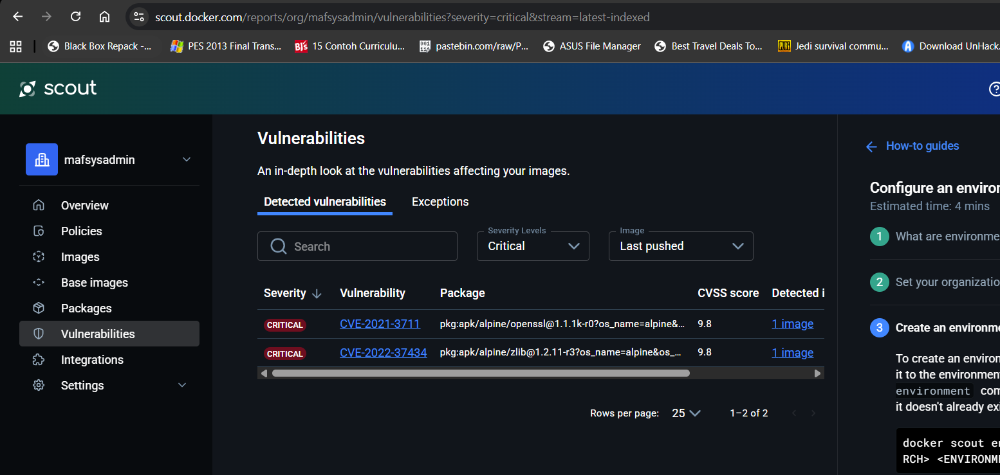 scout.docker.com/reports/org/mafsysadmin/vulnerabilities?severity=critical&stream=latest-indexed
Black Box Repack -... PES 2013 Final Trans... 15 Contoh Curriculu... pastebin.com/raw/P... ASUS File Manager Best Travel Deals To... Jedi survival commu... Download UnHack.
scout
mafsysadmin
Overview
Policies
Images
Base images
Packages
Vulnerabilities
Integrations
Settings
Vulnerabilities
An in-depth look at the vulnerabilities affecting your images.
Detected vulnerabilities Exceptions
Search
Severity Levels
Critical
Image
Last pushed
Severity Vulnerability Package CVSS score Detected i
CRITICAL CVE-2021-3711 pkg:apk/alpine/openssl@1.1.1k-r0?os_name=alpine&... 9.8 1 image
CRITICAL CVE-2022-37434 pkg:apk/alpine/zlib@1.2.11-r3?os_name=alpine&os_... 9.8 1 image
Rows per page: 25 1–2 of 2
How-to guides
Configure an enviror
Estimated time: 4 mins
1 What are environme
2 Set your organizatio
3 Create an environme
To create an environ
it to the environment
environment com
it doesn't already exi
docker scout en
RCH> <ENVIRONME